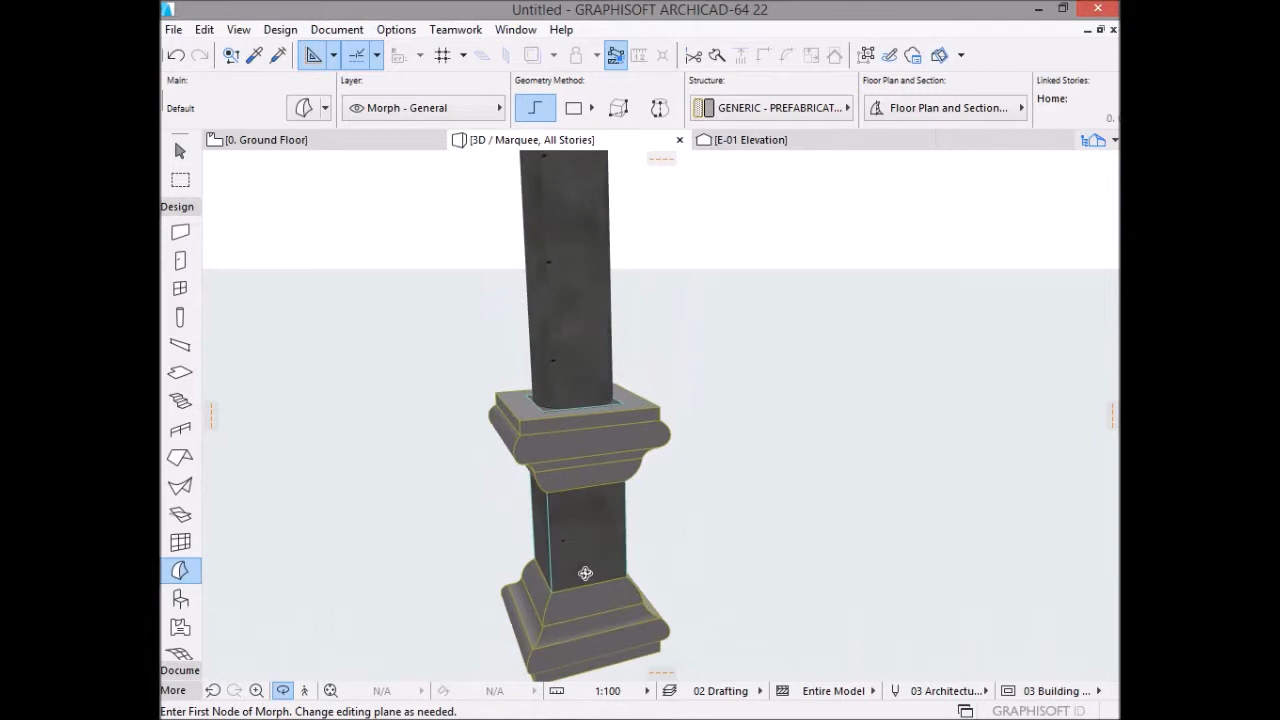 Untitled - GRAPHISOFT ARCHICAD-64 22
File Edit View Design Document Options Teamwork Window Help
Main: Layer: Geometry Method: Structure: Floor Plan and Section: Linked Stories:
Default Morph - General GENERIC - PREFABRICAT... Floor Plan and Section... Home:
0.
[0. Ground Floor] [3D / Marquee, All Stories] [E-01 Elevation]
Design
Docume
More N/A N/A 1:100 02 Drafting Entire Model 03 Architectu... 03 Building ...
Enter First Node of Morph. Change editing plane as needed. GRAPHISOFT ID